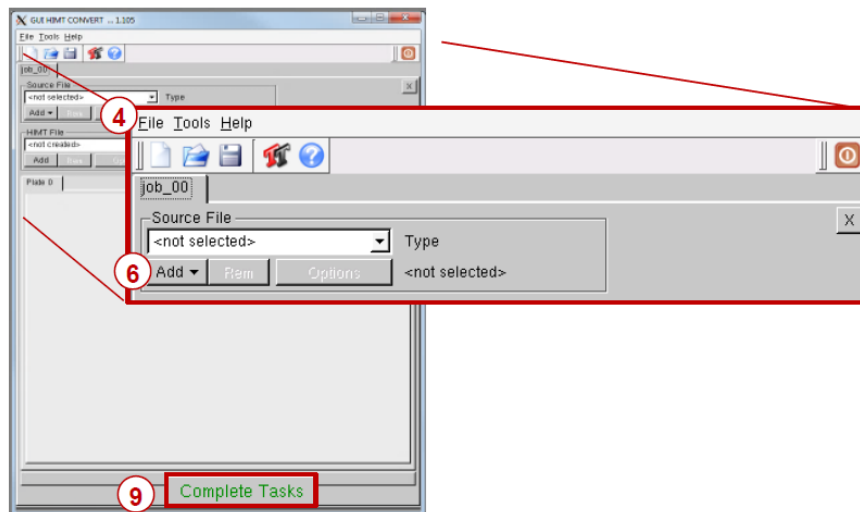 GUI HIMT CONVERT ... 1.105
File Tools Help
job_00
Source File
<not selected>
Type
Add
HIMT File
<not created>
Add
Plate 0
X
4
File Tools Help
job_00
Source File
<not selected>
Type
X
6
Add
Rem
Options
<not selected>
9
Complete Tasks